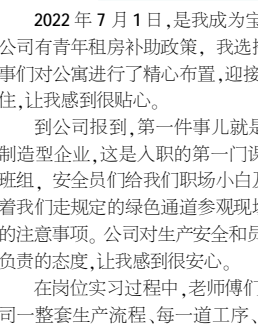 2022 年 7 月 1 日,是我成为宝
公司有青年租房补助政策，我选择
事们对公寓进行了精心布置,迎接
住,让我感到很贴心。
到公司报到,第一件事儿就是
制造型企业,这是入职的第一门课
班组，安全员们给我们职场小白及
着我们走规定的绿色通道参观现场
的注意事项。公司对生产安全和员
负责的态度,让我感到很安心。
在岗位实习过程中,老师傅们
司一整套生产流程、每一道工序、